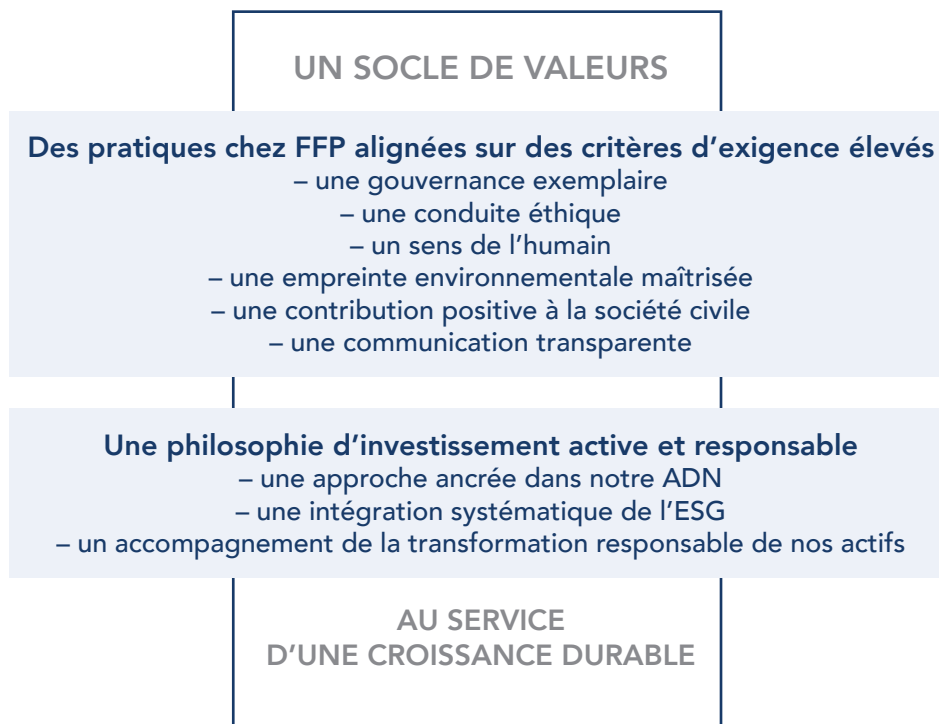 UN SOCLE DE VALEURS
Des pratiques chez FFP alignées sur des critères d’exigence élevés
– une gouvernance exemplaire
– une conduite éthique
– un sens de l’humain
– une empreinte environnementale maîtrisée
– une contribution positive à la société civile
– une communication transparente
Une philosophie d’investissement active et responsable
– une approche ancrée dans notre ADN
– une intégration systématique de l’ESG
– un accompagnement de la transformation responsable de nos actifs
AU SERVICE
D’UNE CROISSANCE DURABLE